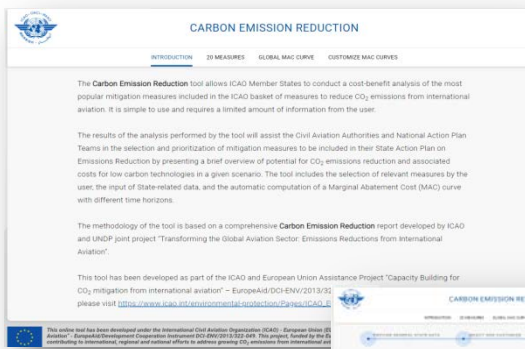 CARBON EMISSION REDUCTION
INTRODUCTION 20 MEASURES GLOBAL MAC CURVE CUSTOMIZE MAC CURVES
The Carbon Emission Reduction tool allows ICAO Member States to conduct a cost-benefit analysis of the most
popular mitigation measures included in the ICAO basket of measures to reduce CO₂ emissions from international
aviation. It is simple to use and requires a limited amount of information from the user.
The results of the analysis performed by the tool will assist the Civil Aviation Authorities and National Action Plan
Teams in the selection and prioritization of mitigation measures to be included in their State Action Plan on
Emissions Reduction by presenting a brief overview of potential for CO₂ emissions reduction and associated
costs for low carbon technologies in a given scenario. The tool includes the selection of relevant measures by the
user, the input of State-related data, and the automatic computation of a Marginal Abatement Cost (MAC) curve
with different time horizons.
The methodology of the tool is based on a comprehensive Carbon Emission Reduction report developed by ICAO
and UNDP joint project "Transforming the Global Aviation Sector: Emissions Reductions from International
Aviation".
This tool has been developed as part of the ICAO and European Union Assistance Project "Capacity Building for
CO₂ mitigation from international aviation" – EuropeAid/DCI-ENV/2013/32
please visit https://www.icao.int/environmental-protection/Pages/ICAO_E
CARBON EMISSION RE
This online tool has been developed under the International Civil Aviation Organization (ICAO) - European Union (E
Aviation" - EuropeAid/Development Cooperation Instrument DCI-ENV/2013/322-049. This project, funded by the Eu
contributing to international, regional and national efforts to address growing CO₂ emissions from international avi